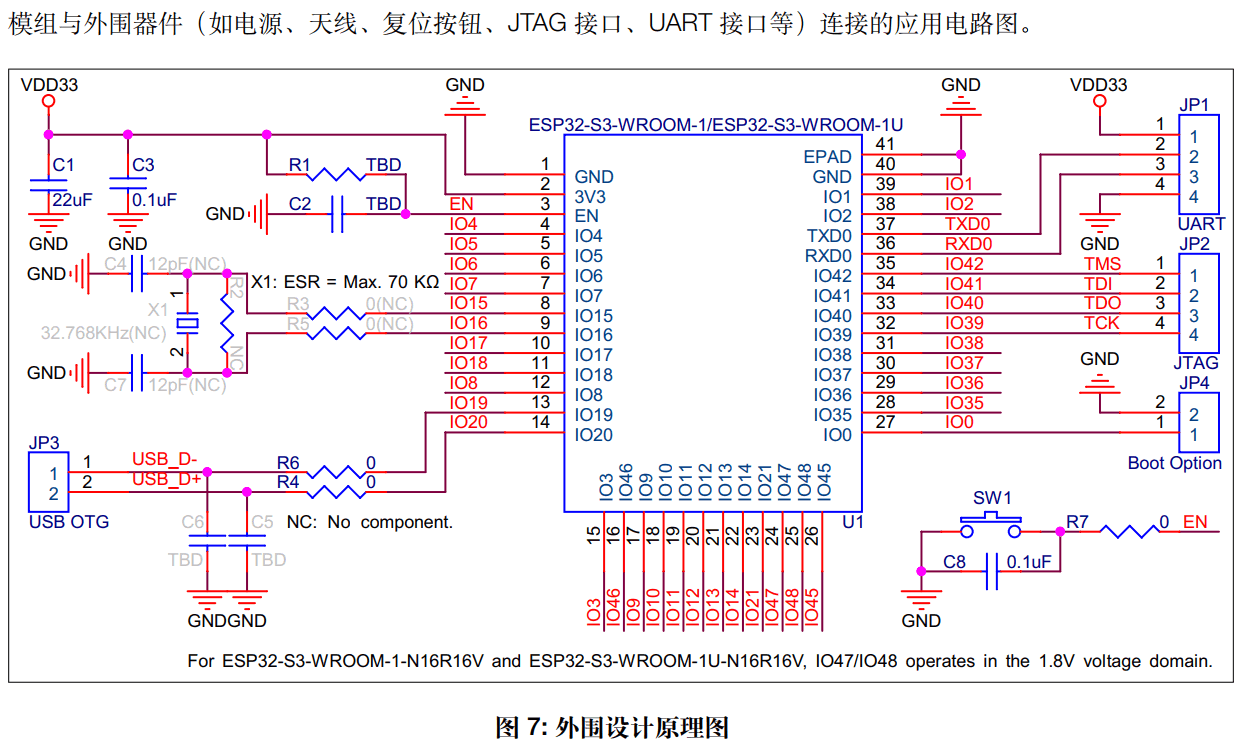 模组与外围器件（如电源、天线、复位按钮、JTAG 接口、UART 接口等）连接的应用电路图。
VDD33
GND
GND
VDD33
JP1
ESP32-S3-WROOM-1/ESP32-S3-WROOM-1U
C1
22uF
GND
C3
0.1uF
GND
R1
TBD
GND
C2
TBD
EN
IO4
IO5
IO6
IO7
IO15
IO16
IO17
IO18
IO8
IO19
IO20
1
2
3
4
5
6
7
8
9
10
11
12
13
14
GND
3V3
EN
IO4
IO5
IO6
IO7
IO15
IO16
IO17
IO18
IO8
IO19
IO20
EPAD
GND
IO1
IO2
TXD0
RXD0
IO42
IO41
IO40
IO39
IO38
IO37
IO36
IO35
IO0
41
40
39
38
37
36
35
34
33
32
31
30
29
28
27
IO1
IO2
TXD0
RXD0
IO42
IO41
IO40
IO39
IO38
IO37
IO36
IO35
IO0
TMS
TDI
TDO
TCK
1
2
3
4
1
2
3
4
UART
GND
JP2
1
2
3
4
1
2
3
4
JTAG
GND
JP4
2
1
2
1
Boot Option
GND
C4
12pF(NC)
X1: ESR = Max. 70 KΩ
R2
NC
X1
1
2
32.768KHz(NC)
R3
0(NC)
R5
0(NC)
GND
C7
12pF(NC)
JP3
1
2
1
2
USB OTG
USB_D-
USB_D+
R6
0
R4
0
C6
TBD
C5
TBD
NC: No component.
GND
GND
IO3
IO46
IO9
IO10
IO11
IO12
IO13
IO14
IO21
IO47
IO48
IO45
U1
15
16
17
18
19
20
21
22
23
24
25
26
IO3
IO46
IO9
IO10
IO11
IO12
IO13
IO14
IO21
IO47
IO48
IO45
SW1
R7
0
EN
C8
0.1uF
GND
For ESP32-S3-WROOM-1-N16R16V and ESP32-S3-WROOM-1U-N16R16V, IO47/IO48 operates in the 1.8V voltage domain.
图 7: 外围设计原理图